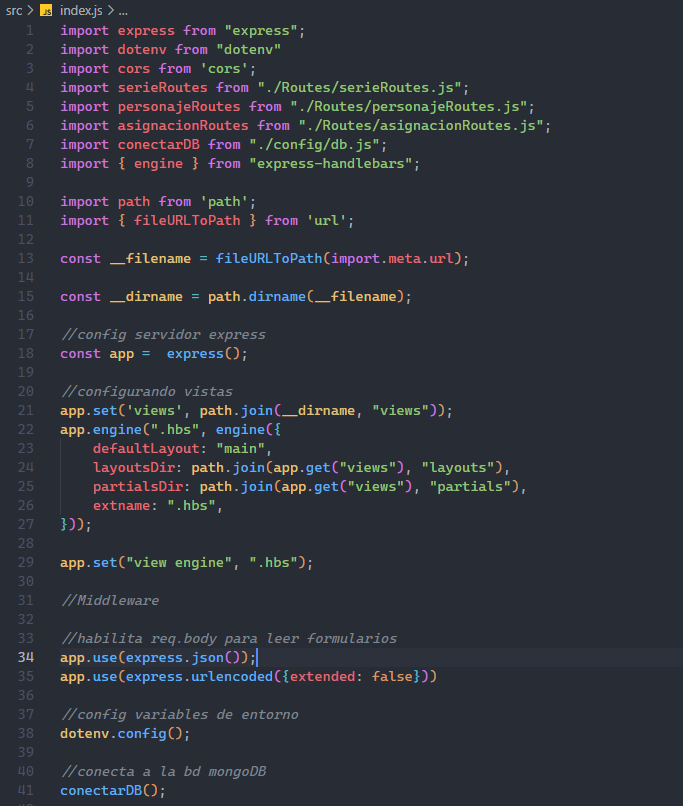 src > JS index.js > ...
1 import express from "express";
2 import dotenv from "dotenv"
3 import cors from 'cors';
4 import serieRoutes from "./Routes/serieRoutes.js";
5 import personajeRoutes from "./Routes/personajeRoutes.js";
6 import asignacionRoutes from "./Routes/asignacionRoutes.js";
7 import conectarDB from "./config/db.js";
8 import { engine } from "express-handlebars";
9
10 import path from 'path';
11 import { fileURLToPath } from 'url';
12
13 const __filename = fileURLToPath(import.meta.url);
14
15 const __dirname = path.dirname(__filename);
16
17 //config servidor express
18 const app =  express();
19
20 //configurando vistas
21 app.set('views', path.join(__dirname, "views"));
22 app.engine(".hbs", engine({
23     defaultLayout: "main",
24     layoutsDir: path.join(app.get("views"), "layouts"),
25     partialsDir: path.join(app.get("views"), "partials"),
26     extname: ".hbs",
27 }));
28
29 app.set("view engine", ".hbs");
30
31 //Middleware
32
33 //habilita req.body para leer formularios
34 app.use(express.json());
35 app.use(express.urlencoded({extended: false}))
36
37 //config variables de entorno
38 dotenv.config();
39
40 //conecta a la bd mongoDB
41 conectarDB();